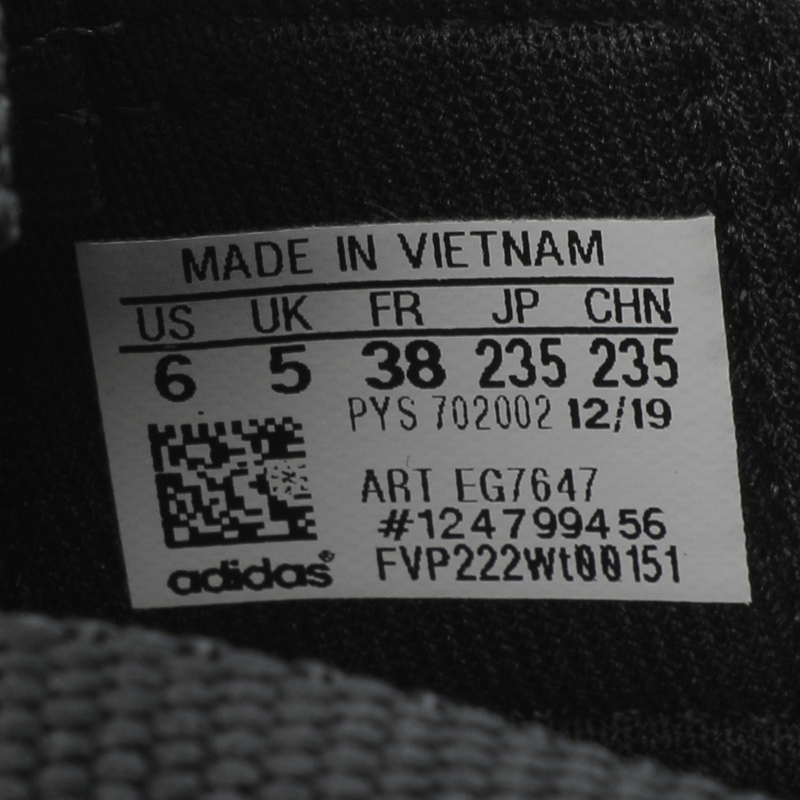 MADE IN VIETNAM
US UK FR JP CHN
6 5 38 235 235
PYS 702002 12/19
ART EG7647
#124799456
FVP222Wt00151
adidas®